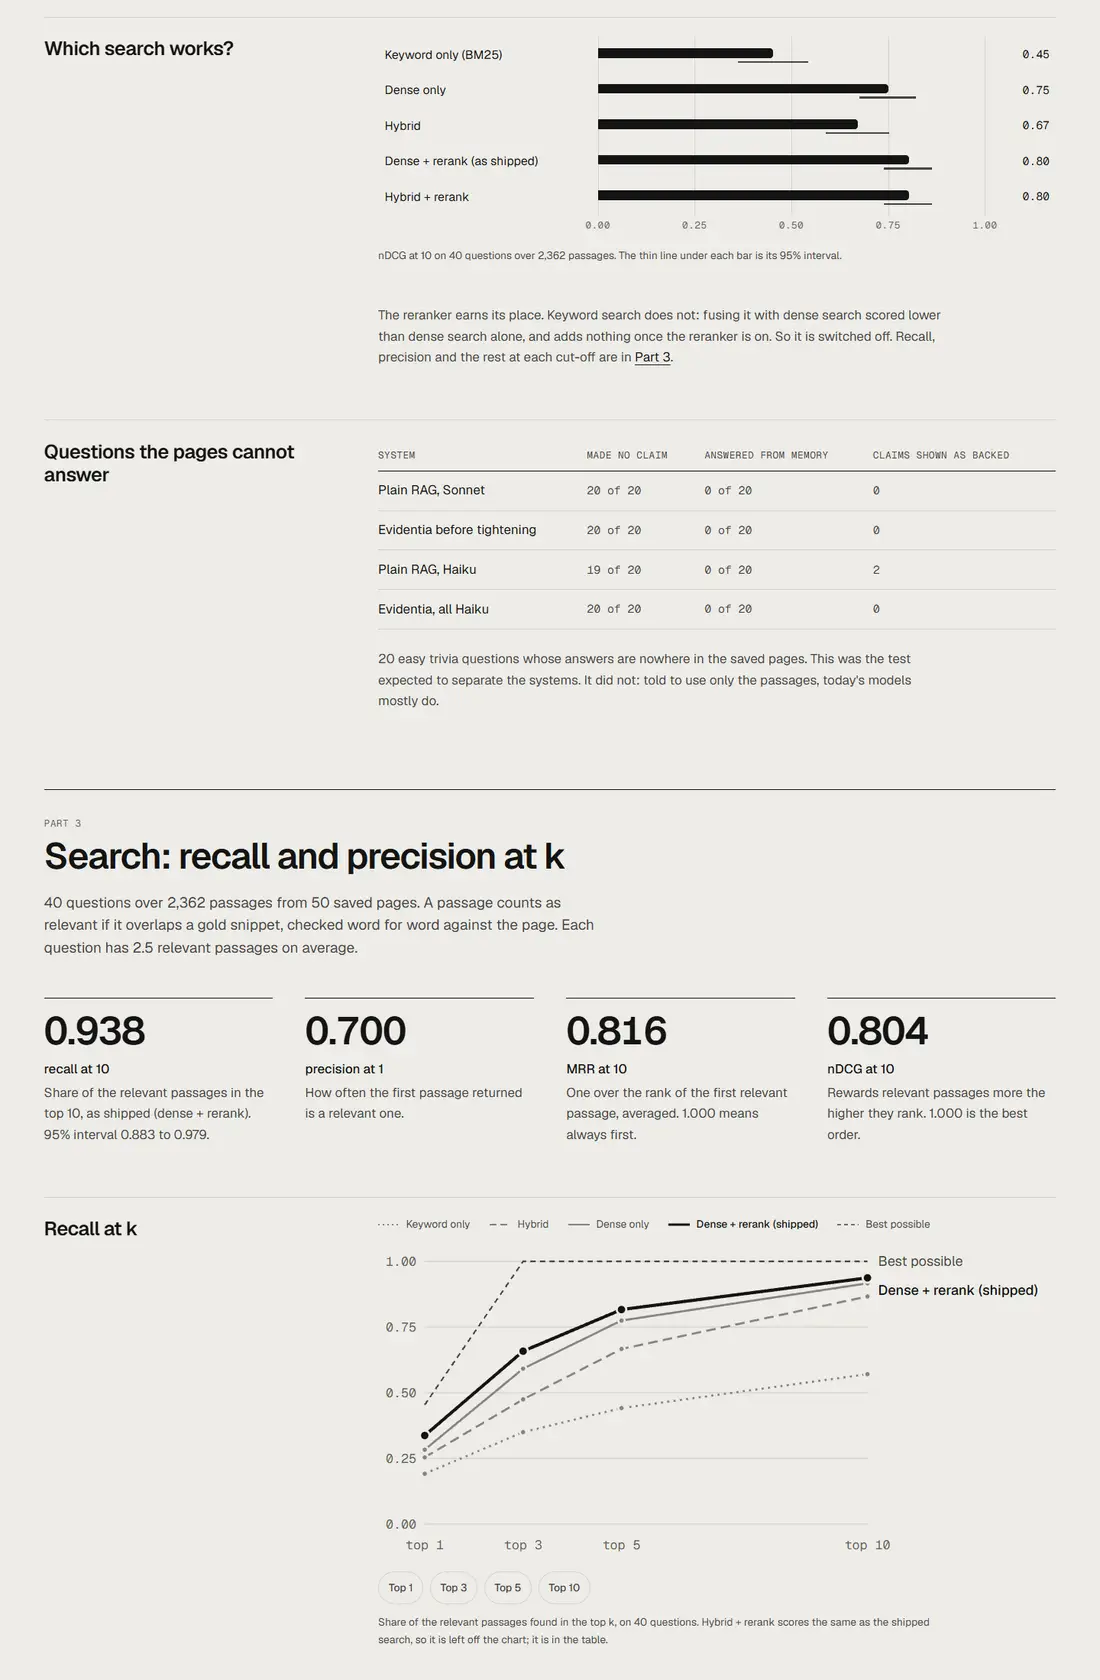 Which search works?
Keyword only (BM25) 0.45
Dense only 0.75
Hybrid 0.67
Dense + rerank (as shipped) 0.80
Hybrid + rerank 0.80
0.00 0.25 0.50 0.75 1.00
nDCG at 10 on 40 questions over 2,362 passages. The thin line under each bar is its 95% interval.
The reranker earns its place. Keyword search does not: fusing it with dense search scored lower
than dense search alone, and adds nothing once the reranker is on. So it is switched off. Recall,
precision and the rest at each cut-off are in Part 3.
Questions the pages cannot
answer
SYSTEM MADE NO CLAIM ANSWERED FROM MEMORY CLAIMS SHOWN AS BACKED
Plain RAG, Sonnet 20 of 20 0 of 20 0
Evidentia before tightening 20 of 20 0 of 20 0
Plain RAG, Haiku 19 of 20 0 of 20 2
Evidentia, all Haiku 20 of 20 0 of 20 0
20 easy trivia questions whose answers are nowhere in the saved pages. This was the test
expected to separate the systems. It did not: told to use only the passages, today's models
mostly do.
PART 3
Search: recall and precision at k
40 questions over 2,362 passages from 50 saved pages. A passage counts as
relevant if it overlaps a gold snippet, checked word for word against the page. Each
question has 2.5 relevant passages on average.
0.938
recall at 10
Share of the relevant passages in the
top 10, as shipped (dense + rerank).
95% interval 0.883 to 0.979.
0.700
precision at 1
How often the first passage returned
is a relevant one.
0.816
MRR at 10
One over the rank of the first relevant
passage, averaged. 1.000 means
always first.
0.804
nDCG at 10
Rewards relevant passages more the
higher they rank. 1.000 is the best
order.
Recall at k
Keyword only Hybrid Dense only Dense + rerank (shipped) Best possible
1.00
Best possible
Dense + rerank (shipped)
0.75
0.50
0.25
0.00
top 1 top 3 top 5 top 10
Top 1 Top 3 Top 5 Top 10
Share of the relevant passages found in the top k, on 40 questions. Hybrid + rerank scores the same as the shipped
search, so it is left off the chart; it is in the table.